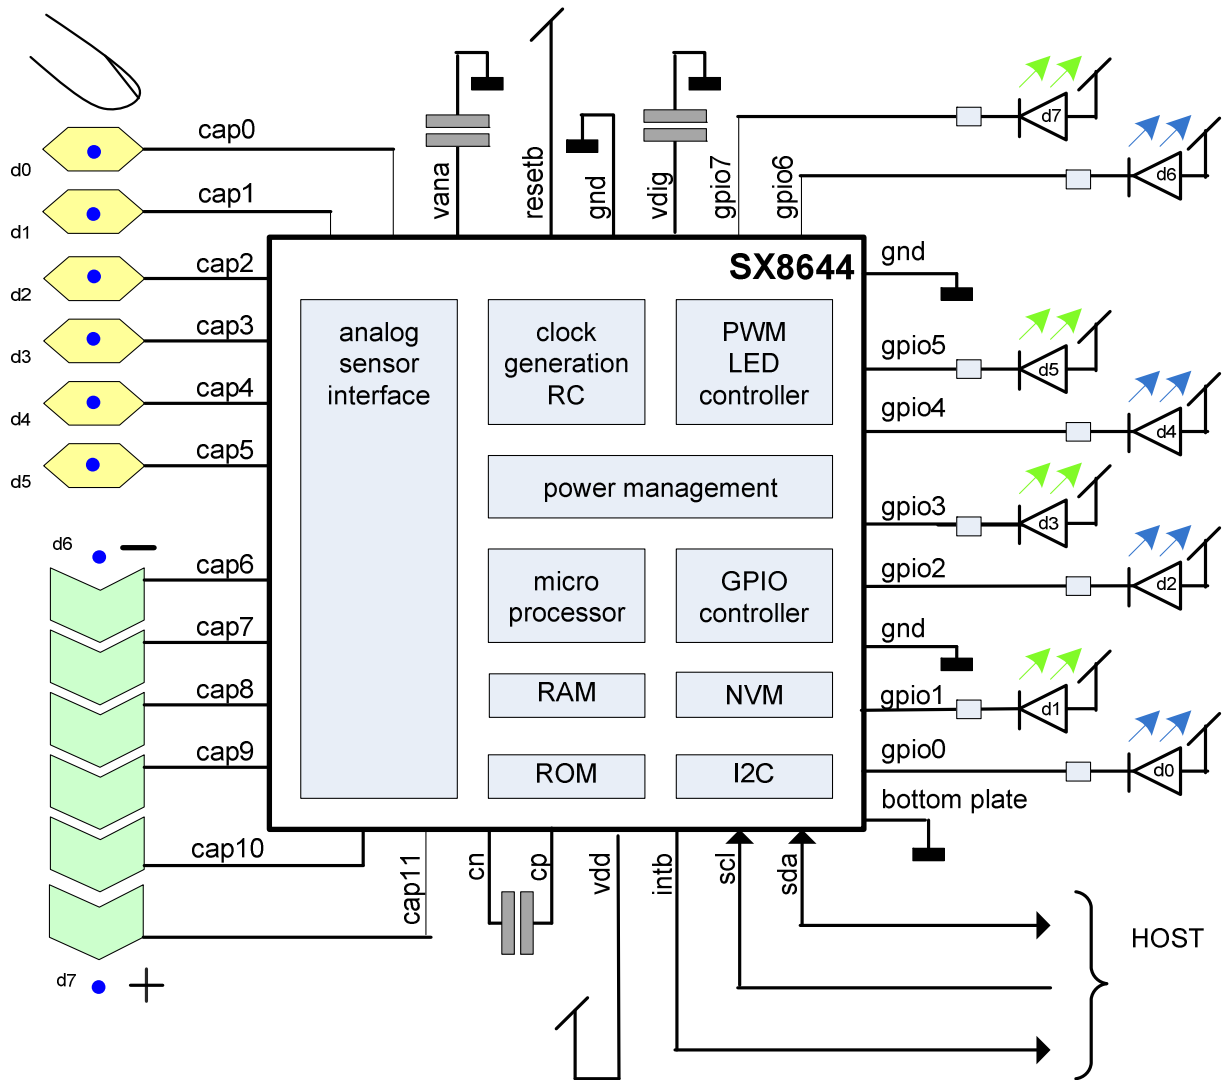 cap0
d0
cap1
d1
cap2
d2
cap3
d3
cap4
d4
cap5
d5
d6
cap6
cap7
cap8
cap9
cap10
d7
vana
resetb
gnd
vdig
gpio7
gpio6
d7
d6
SX8644
analog
sensor
interface
clock
generation
RC
PWM
LED
controller
power management
micro
processor
GPIO
controller
RAM
NVM
ROM
I2C
gnd
gpio5
d5
gpio4
d4
gpio3
d3
gpio2
d2
gnd
gpio1
d1
gpio0
d0
bottom plate
cap11
cn
cp
vdd
intb
scl
sda
HOST